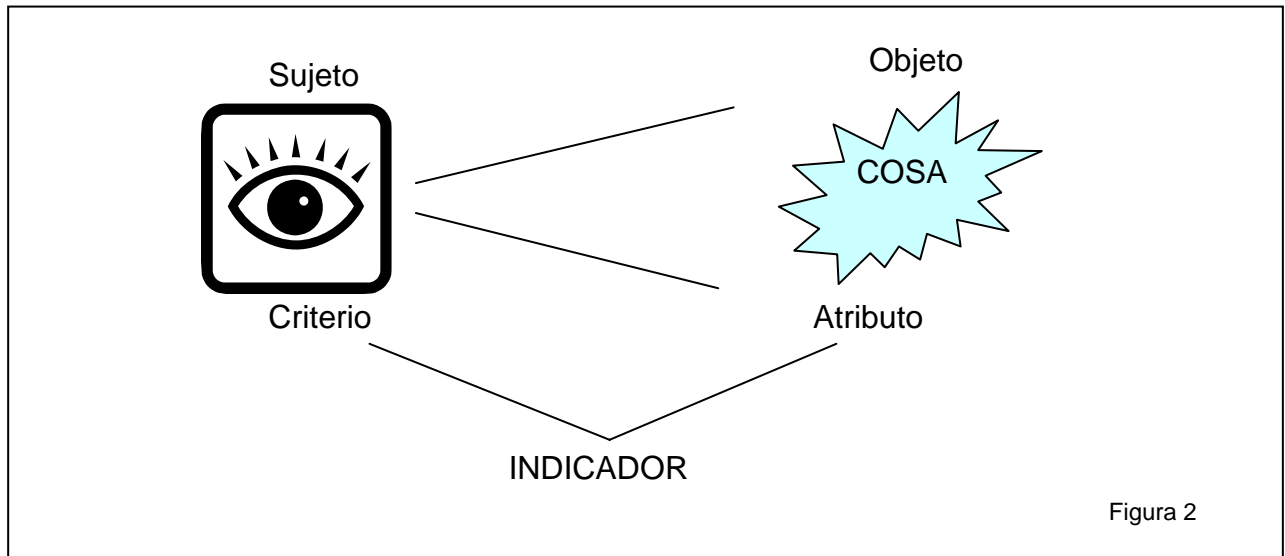 Sujeto
Objeto
COSA
Criterio
Atributo
INDICADOR
Figura 2